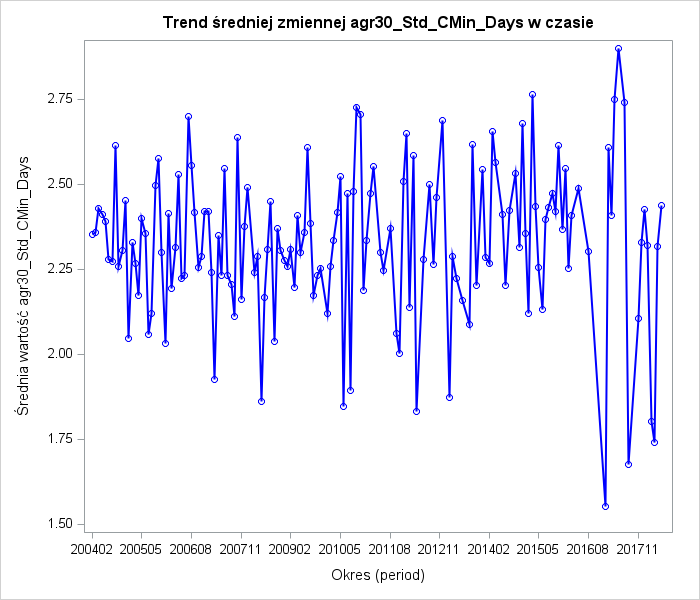 Trend średniej zmiennej agr30_Std_CMin_Days w czasie
Średnia wartość agr30_Std_CMin_Days
2.75
2.50
2.25
2.00
1.75
1.50
200402 200505 200608 200711 200902 201005 201108 201211 201402 201505 201608 201711
Okres (period)